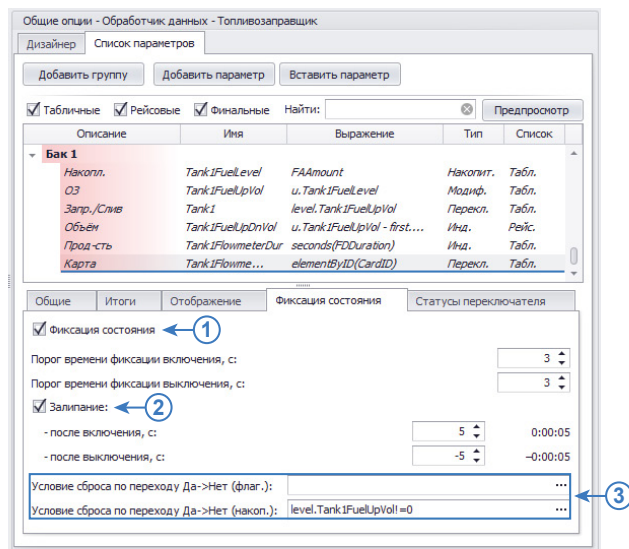 Общие опции - Обработчик данных - Топливозаправщик
Дизайнер Список параметров
Добавить группу Добавить параметр Вставить параметр
Табличные Рейсовые Финальные Найти: Предпросмотр
Описание Имя Выражение Тип Список
Бак 1
Накопл. Tank1FuelLevel FAAmount Накопит. Табл.
ОЗ Tank1FuelUpVol u.Tank1FuelLevel Модиф. Табл.
Запр./Слив Tank1 level.Tank1FuelUpVol Перекл. Табл.
Объём Tank1FuelUpDnVol u.Tank1FuelUpVol - first.... Инд. Рейс.
Прод-сть Tank1FlowmeterDur seconds(FDDuration) Инд. Табл.
Карта Tank1Flowme... elementByID(CardID) Перекл. Табл.
Общие Итоги Отображение Фиксация состояния Статусы переключателя
Фиксация состояния 1
Порог времени фиксации включения, с: 3
Порог времени фиксации выключения, с: 3
Залипание: 2
- после включения, с: 5 0:00:05
- после выключения, с: -5 –0:00:05
Условие сброса по переходу Да->Нет (флаг.): ...
Условие сброса по переходу Да->Нет (накоп.): level.Tank1FuelUpVol!=0 ...
3